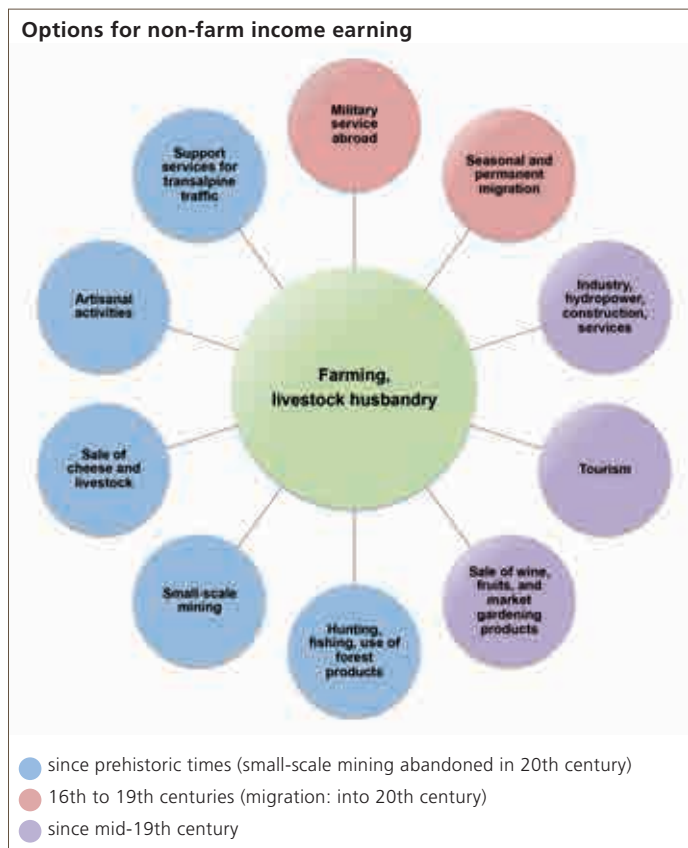 Options for non-farm income earning
Military
service
abroad
Seasonal and
permanent
migration
Industry,
hydropower,
construction,
services
Tourism
Sale of wine,
fruits, and
market
gardening
products
Hunting,
fishing, use of
forest
products
Small-scale
mining
Sale of
cheese and
livestock
Artisanal
activities
Support
services for
transalpine
traffic
Farming,
livestock husbandry
since prehistoric times (small-scale mining abandoned in 20th century)
16th to 19th centuries (migration: into 20th century)
since mid-19th century